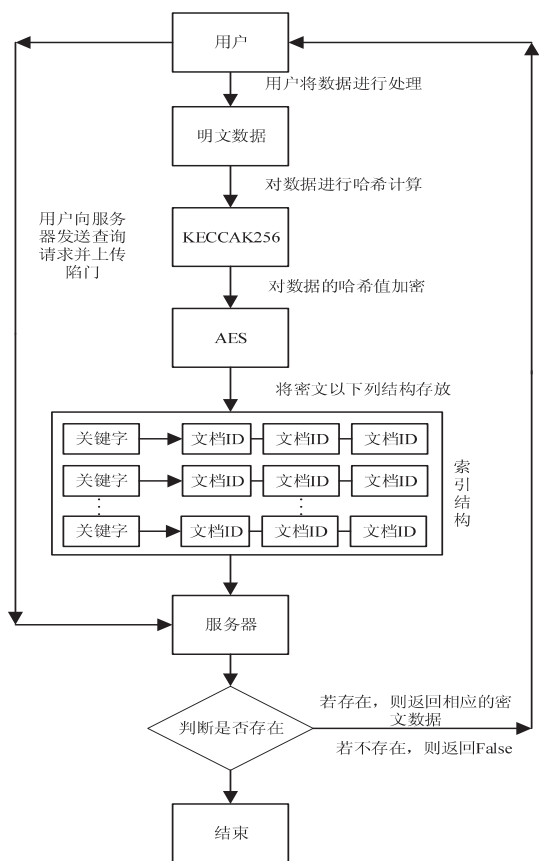 用户
用户将数据进行处理
明文数据
对数据进行哈希计算
用户向服务
器发送查询
请求并上传
陷门
KECCAK256
对数据的哈希值加密
AES
将密文以下列结构存放
关键字 文档ID 文档ID 文档ID
关键字 文档ID 文档ID 文档ID
关键字 文档ID 文档ID 文档ID
索
引
结
构
服务器
判断是否存在
若存在，则返回相应的密
文数据
若不存在，则返回False
结束